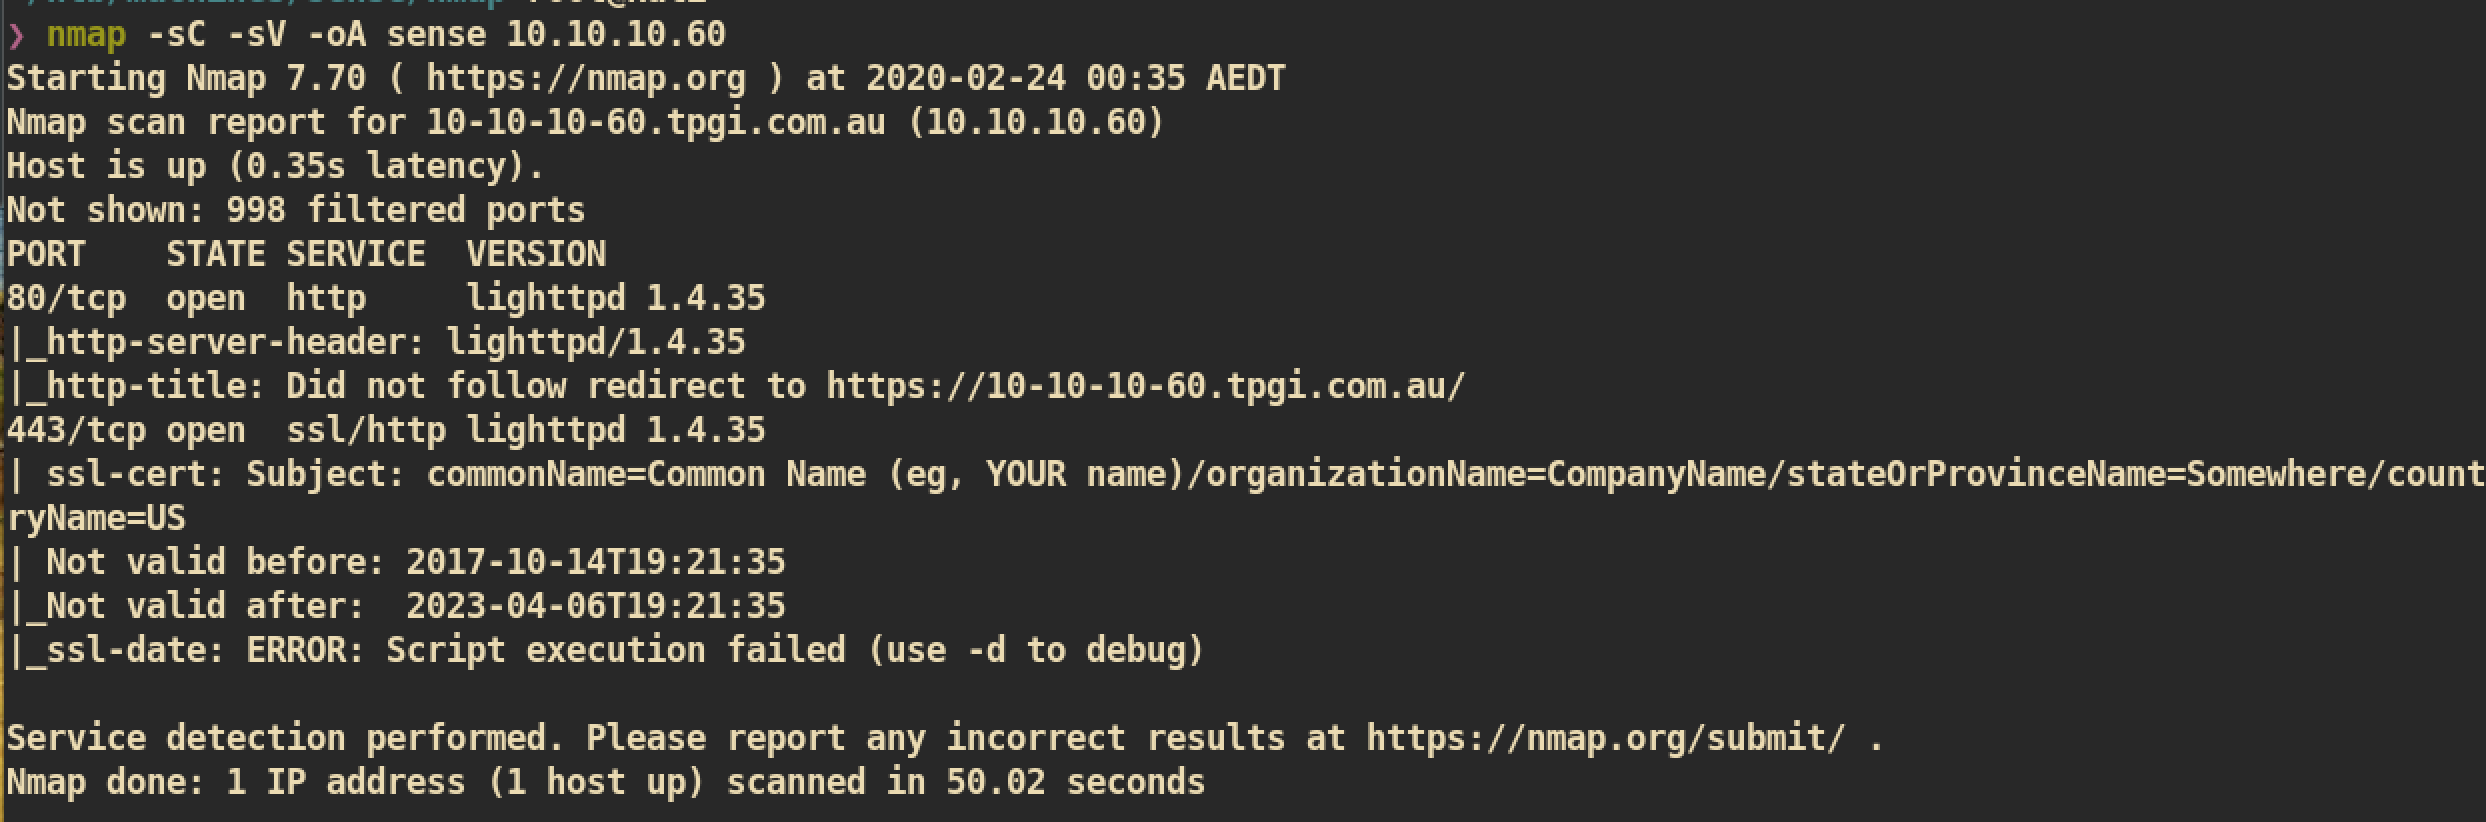 ❯ nmap -sC -sV -oA sense 10.10.10.60
Starting Nmap 7.70 ( https://nmap.org ) at 2020-02-24 00:35 AEDT
Nmap scan report for 10-10-10-60.tpgi.com.au (10.10.10.60)
Host is up (0.35s latency).
Not shown: 998 filtered ports
PORT    STATE SERVICE  VERSION
80/tcp  open  http     lighttpd 1.4.35
|_http-server-header: lighttpd/1.4.35
|_http-title: Did not follow redirect to https://10-10-10-60.tpgi.com.au/
443/tcp open  ssl/http lighttpd 1.4.35
| ssl-cert: Subject: commonName=Common Name (eg, YOUR name)/organizationName=CompanyName/stateOrProvinceName=Somewhere/count
ryName=US
| Not valid before: 2017-10-14T19:21:35
|_Not valid after:  2023-04-06T19:21:35
|_ssl-date: ERROR: Script execution failed (use -d to debug)
Service detection performed. Please report any incorrect results at https://nmap.org/submit/ .
Nmap done: 1 IP address (1 host up) scanned in 50.02 seconds